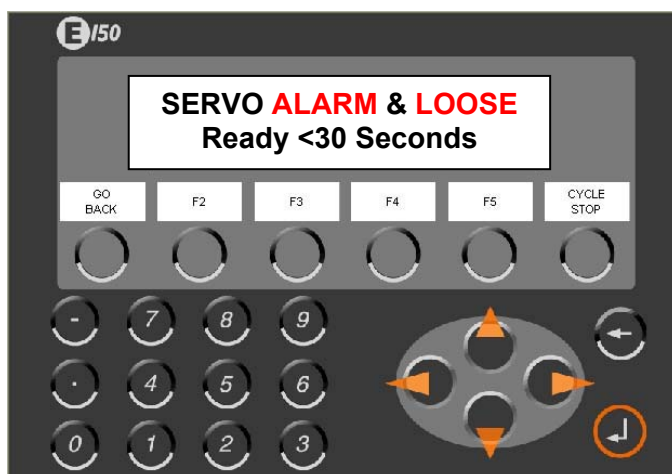 E150
SERVO ALARM & LOOSE
Ready <30 Seconds
GO
BACK
F2
F3
F4
F5
CYCLE
STOP
- 7 8 9
. 4 5 6
0 1 2 3